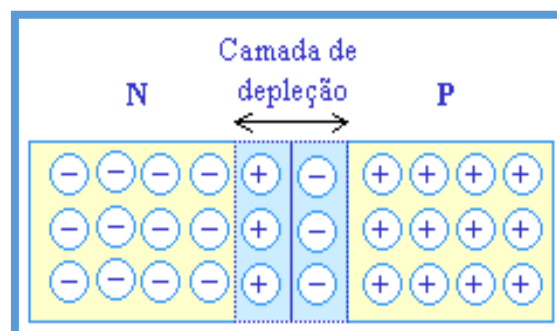 Camada de
depleção
N
P
− − − − + − + + + +
− − − − + − + + + +
− − − − + − + + + +